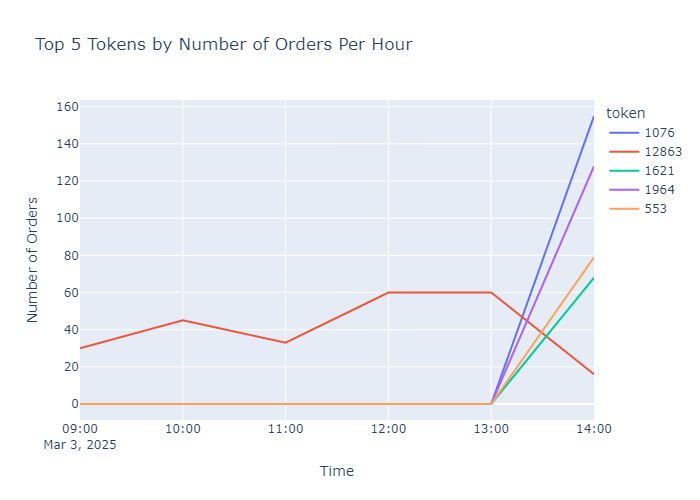 Top 5 Tokens by Number of Orders Per Hour
token
1076
12863
1621
1964
553
Number of Orders
160
140
120
100
80
60
40
20
0
09:00 10:00 11:00 12:00 13:00 14:00
Mar 3, 2025
Time